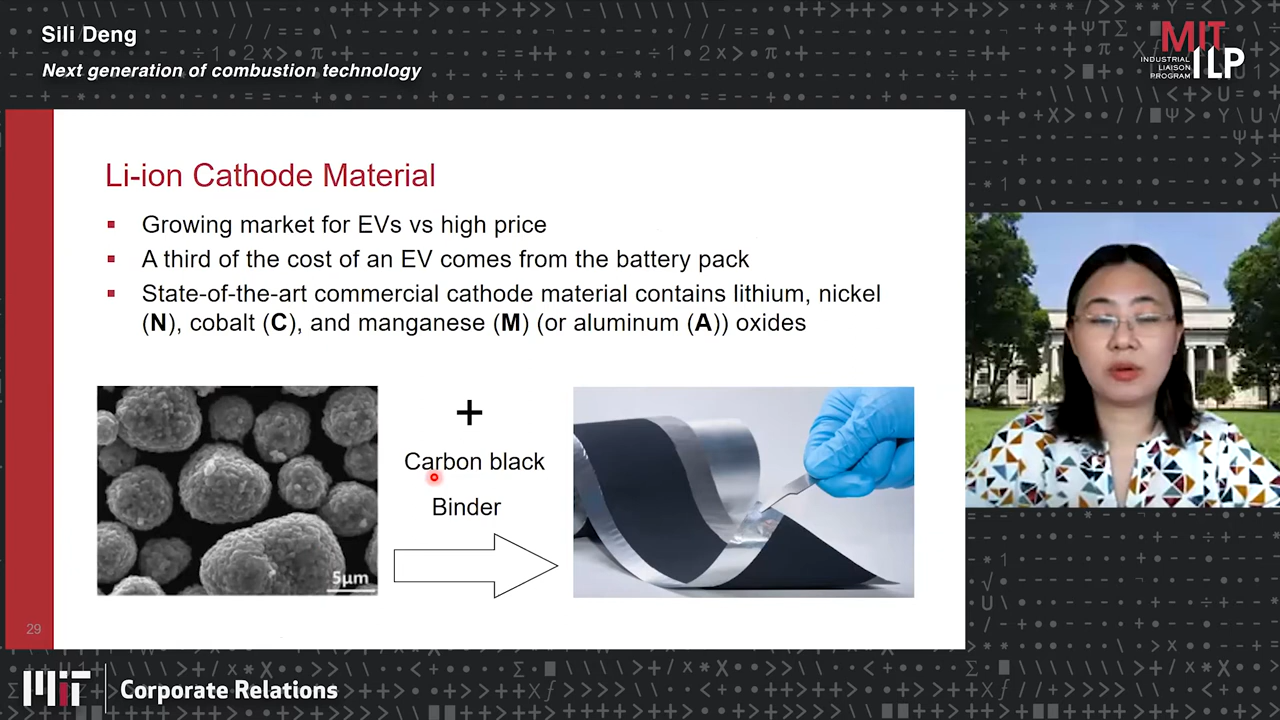 Sili Deng
Next generation of combustion technology
MIT
INDUSTRIAL
LIAISON
PROGRAM
ILP
Li-ion Cathode Material
▪ Growing market for EVs vs high price
▪ A third of the cost of an EV comes from the battery pack
▪ State-of-the-art commercial cathode material contains lithium, nickel
(N), cobalt (C), and manganese (M) (or aluminum (A)) oxides
+
Carbon black
Binder
5μm
29
MIT
Corporate Relations